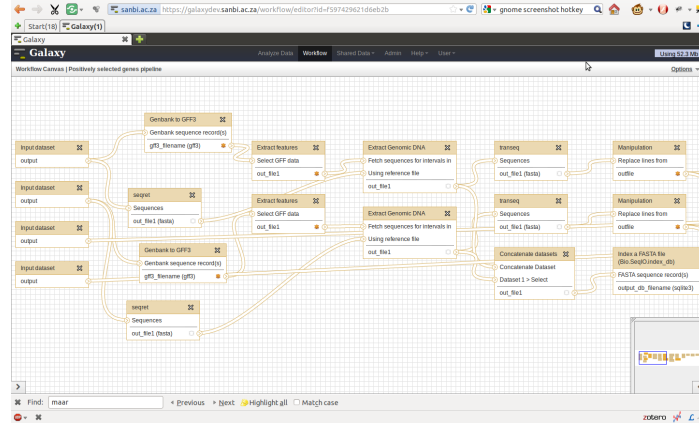 sanbi.ac.za https://galaxydev.sanbi.ac.za/workflow/editor?id=f597429621d6eb2b
gnome screenshot hotkey
Start(18) Galaxy(1)
Galaxy
Galaxy
Analyze Data Workflow Shared Data Admin Help User
Using 52.3 Mb
Workflow Canvas | Positively selected genes pipeline
Options
Genbank to GFF3
Genbank sequence record(s)
gff3_filename (gff3)
Input dataset
output
Input dataset
output
Input dataset
output
Input dataset
output
seqret
Sequences
out_file1 (fasta)
Genbank to GFF3
Genbank sequence record(s)
gff3_filename (gff3)
seqret
Sequences
out_file1 (fasta)
Extract features
Select GFF data
out_file1
Extract features
Select GFF data
out_file1
Extract Genomic DNA
Fetch sequences for intervals in
Using reference file
out_file1
Extract Genomic DNA
Fetch sequences for intervals in
Using reference file
out_file1
transeq
Sequences
out_file1 (fasta)
transeq
Sequences
out_file1 (fasta)
Concatenate datasets
Concatenate Dataset
Dataset 1 > Select
out_file1
Manipulation
Replace lines from
outfile
Manipulation
Replace lines from
outfile
Index a FASTA file
(Bio.SeqIO.index_db)
FASTA sequence record(s)
output_db_filename (sqlite3)
Find: maar Previous Next Highlight all Match case
zotero